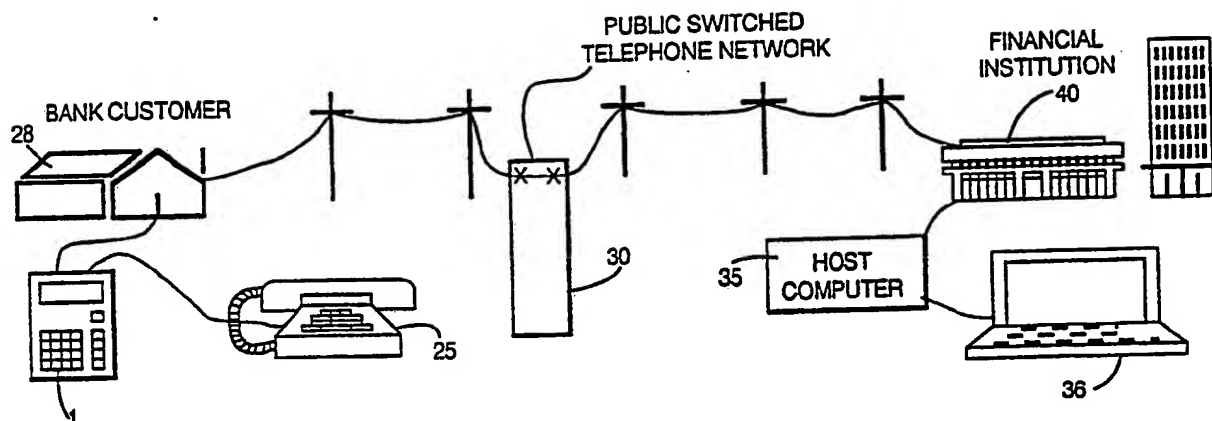 PUBLIC SWITCHED
TELEPHONE NETWORK
FINANCIAL
INSTITUTION
40
BANK CUSTOMER
28
30
35
HOST
COMPUTER
25
36
1